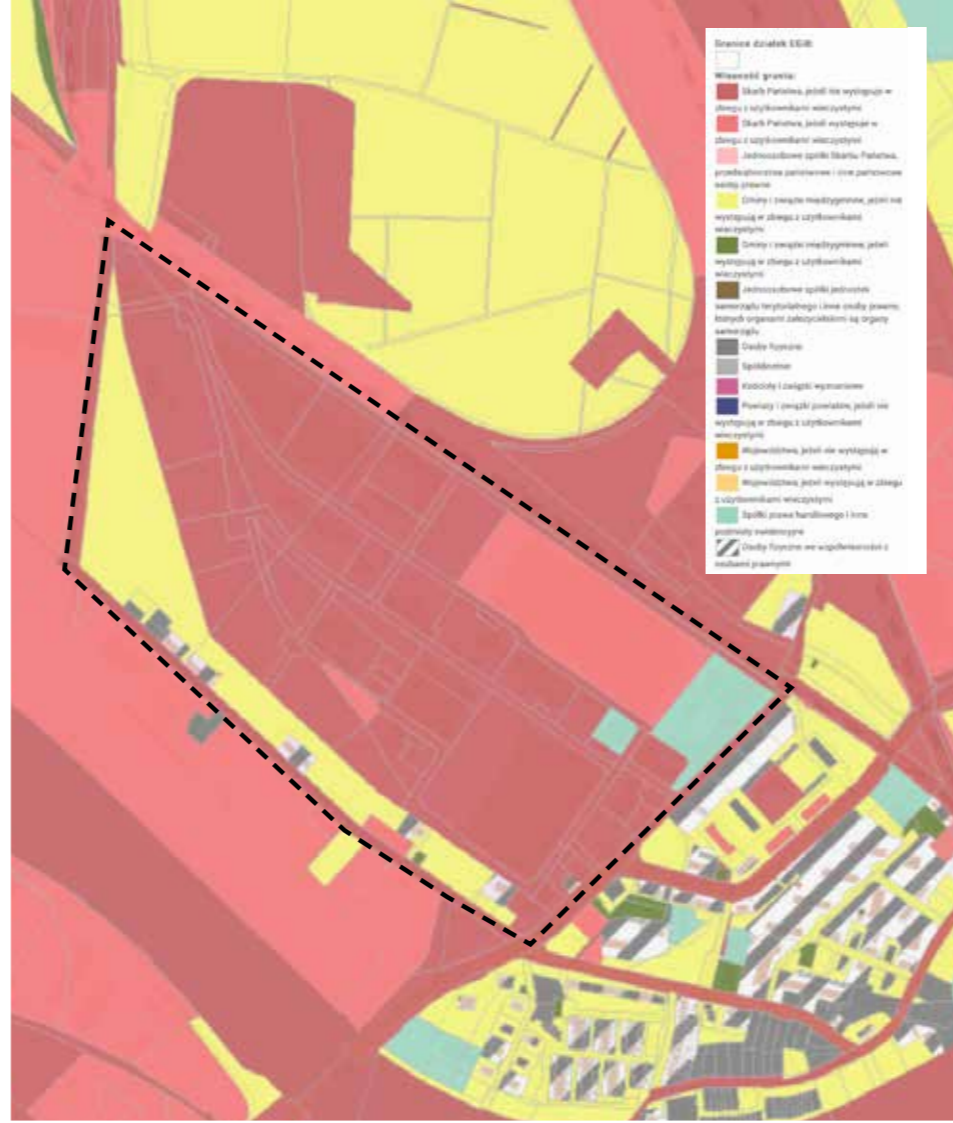 Granice działek EGiB:
Własność gruntu:
Skarb Państwa, jeżeli nie występuje w
zbiegu z użytkownikami wieczystymi
Skarb Państwa, jeżeli występuje w
zbiegu z użytkownikami wieczystymi
Jednoosobowe spółki Skarbu Państwa,
przedsiębiorstwa państwowe i inne państwowe
osoby prawne
Gminy i związki międzygminne, jeżeli nie
występują w zbiegu z użytkownikami
wieczystymi
Gminy i związki międzygminne, jeżeli
występują w zbiegu z użytkownikami
wieczystymi
Jednoosobowe spółki jednostek
samorządu terytorialnego i inne osoby prawne,
których organami założycielskimi są organy
samorządu
Osoby fizyczne
Spółdzielnie
Kościoły i związki wyznaniowe
Powiaty i związki powiatów, jeżeli nie
występują w zbiegu z użytkownikami
wieczystymi
Województwa, jeżeli nie występują w
zbiegu z użytkownikami wieczystymi
Województwa, jeżeli występują w zbiegu
z użytkownikami wieczystymi
Spółki prawa handlowego i inne
podmioty ewidencyjne
Osoby fizyczne we współwłasności z
osobami prawnymi